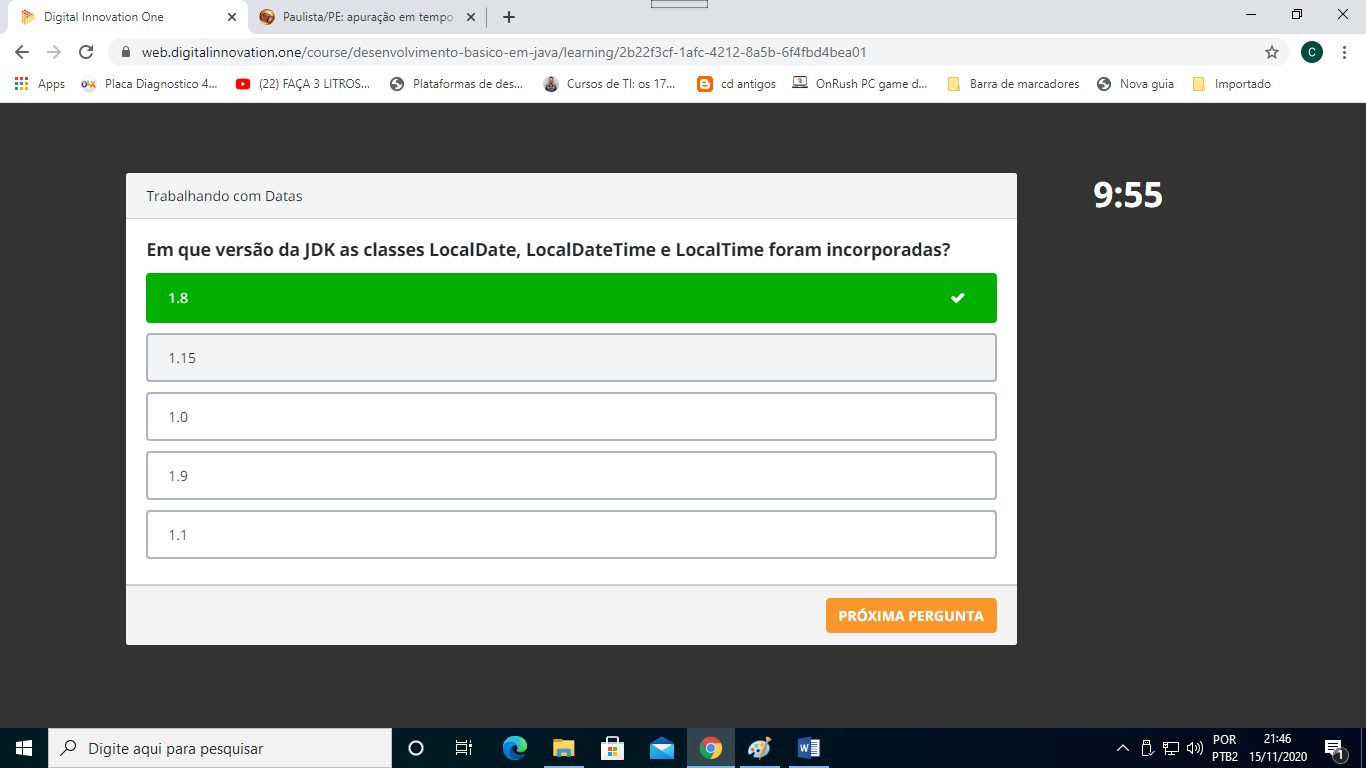 Digital Innovation One
Paulista/PE: apuração em tempo
web.digitalinnovation.one/course/desenvolvimento-basico-em-java/learning/2b22f3cf-1afc-4212-8a5b-6f4fbd4bea01
C
Apps
OLX Placa Diagnostico 4...
(22) FAÇA 3 LITROS...
Plataformas de des...
Cursos de TI: os 17...
cd antigos
OnRush PC game d...
Barra de marcadores
Nova guia
Importado
Trabalhando com Datas
9:55
Em que versão da JDK as classes LocalDate, LocalDateTime e LocalTime foram incorporadas?
1.8
1.15
1.0
1.9
1.1
PRÓXIMA PERGUNTA
Digite aqui para pesquisar
POR
PTB2
21:46
15/11/2020
1